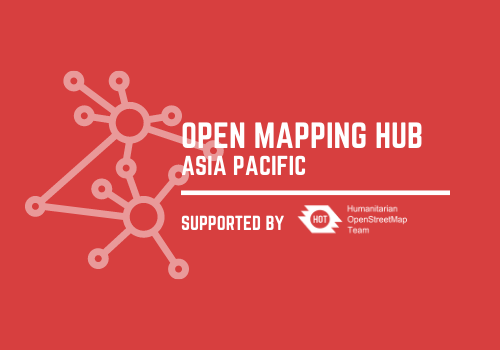 OPEN MAPPING HUB
ASIA PACIFIC
SUPPORTED BY
HOT
Humanitarian
OpenStreetMap
Team